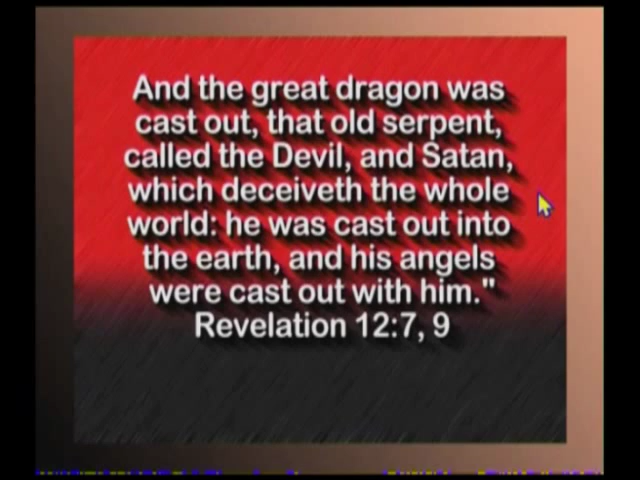 And the great dragon was
cast out, that old serpent,
called the Devil, and Satan,
which deceiveth the whole
world: he was cast out into
the earth, and his angels
were cast out with him."
Revelation 12:7, 9